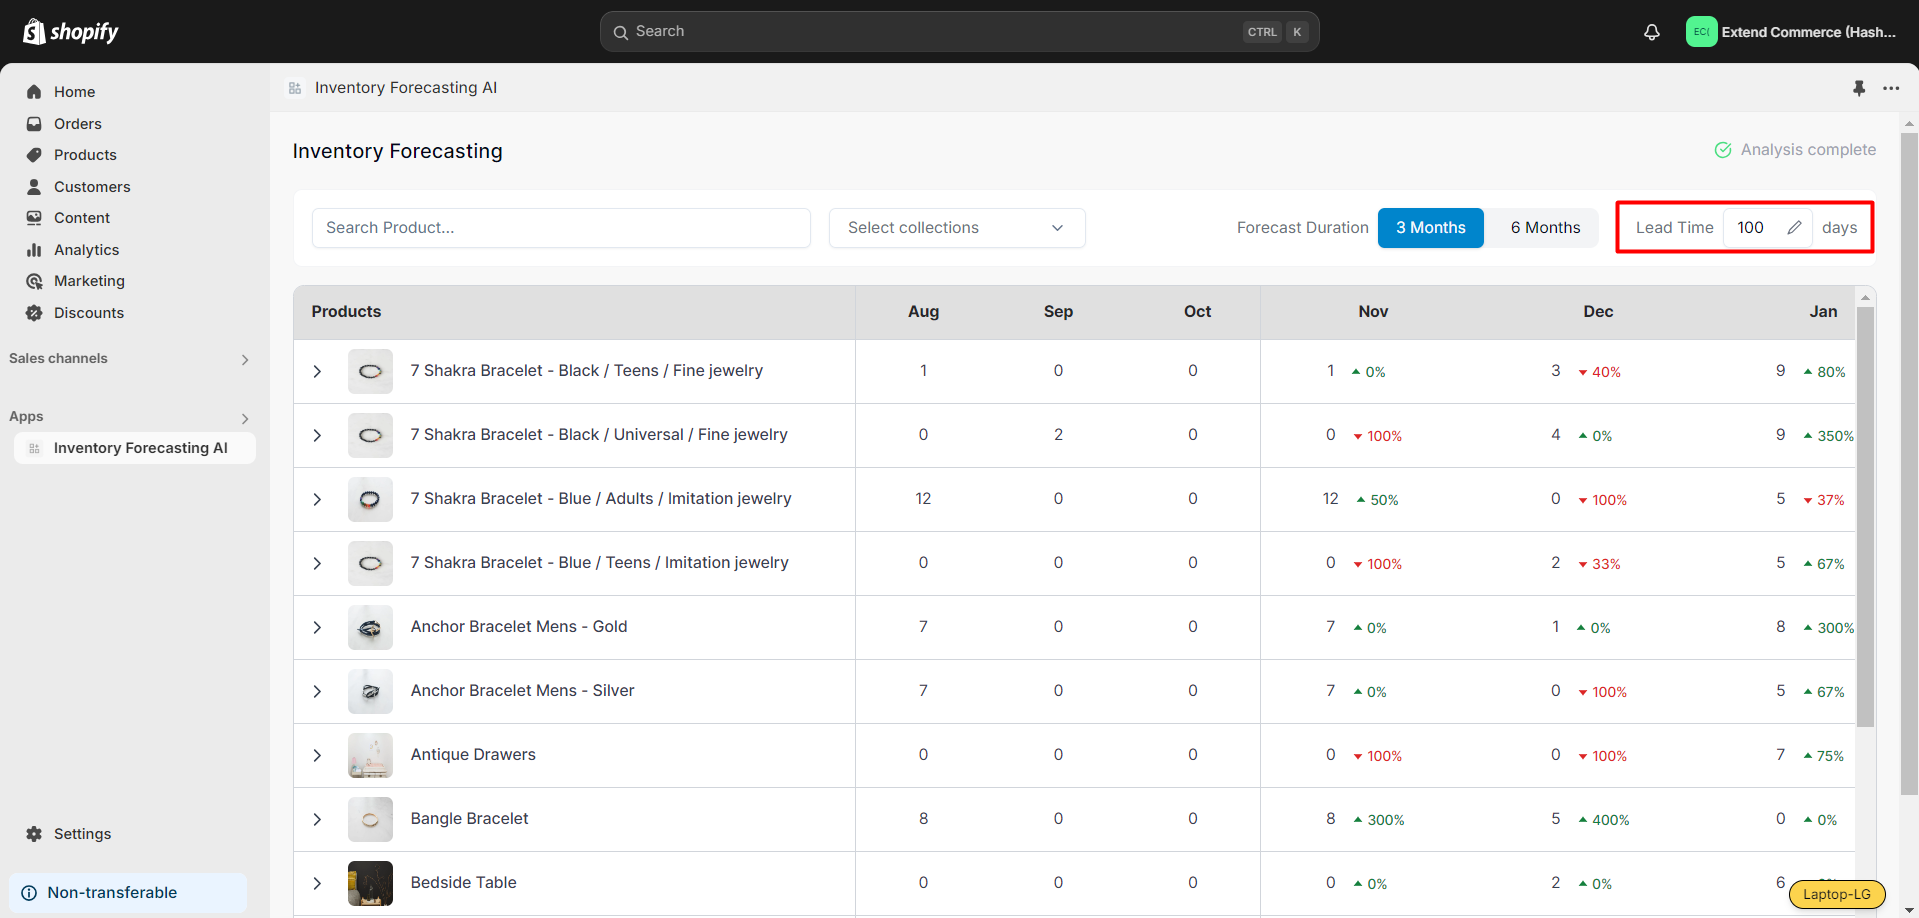 shopify
Search CTRL K
EC( Extend Commerce (Hash...
Home
Orders
Products
Customers
Content
Analytics
Marketing
Discounts
Sales channels
Apps
Inventory Forecasting AI
Settings
Non-transferable
Inventory Forecasting AI
Inventory Forecasting
Analysis complete
Search Product...
Select collections
Forecast Duration 3 Months 6 Months
Lead Time 100 days
Products Aug Sep Oct Nov Dec Jan
7 Shakra Bracelet - Black / Teens / Fine jewelry 1 0 0 1 0% 3 40% 9 80%
7 Shakra Bracelet - Black / Universal / Fine jewelry 0 2 0 0 100% 4 0% 9 350%
7 Shakra Bracelet - Blue / Adults / Imitation jewelry 12 0 0 12 50% 0 100% 5 37%
7 Shakra Bracelet - Blue / Teens / Imitation jewelry 0 0 0 0 100% 2 33% 5 67%
Anchor Bracelet Mens - Gold 7 0 0 7 0% 1 0% 8 300%
Anchor Bracelet Mens - Silver 7 0 0 7 0% 0 100% 5 67%
Antique Drawers 0 0 0 0 100% 0 100% 7 75%
Bangle Bracelet 8 0 0 8 300% 5 400% 0 0%
Bedside Table 0 0 0 0 0% 2 0% 6
Laptop-LG